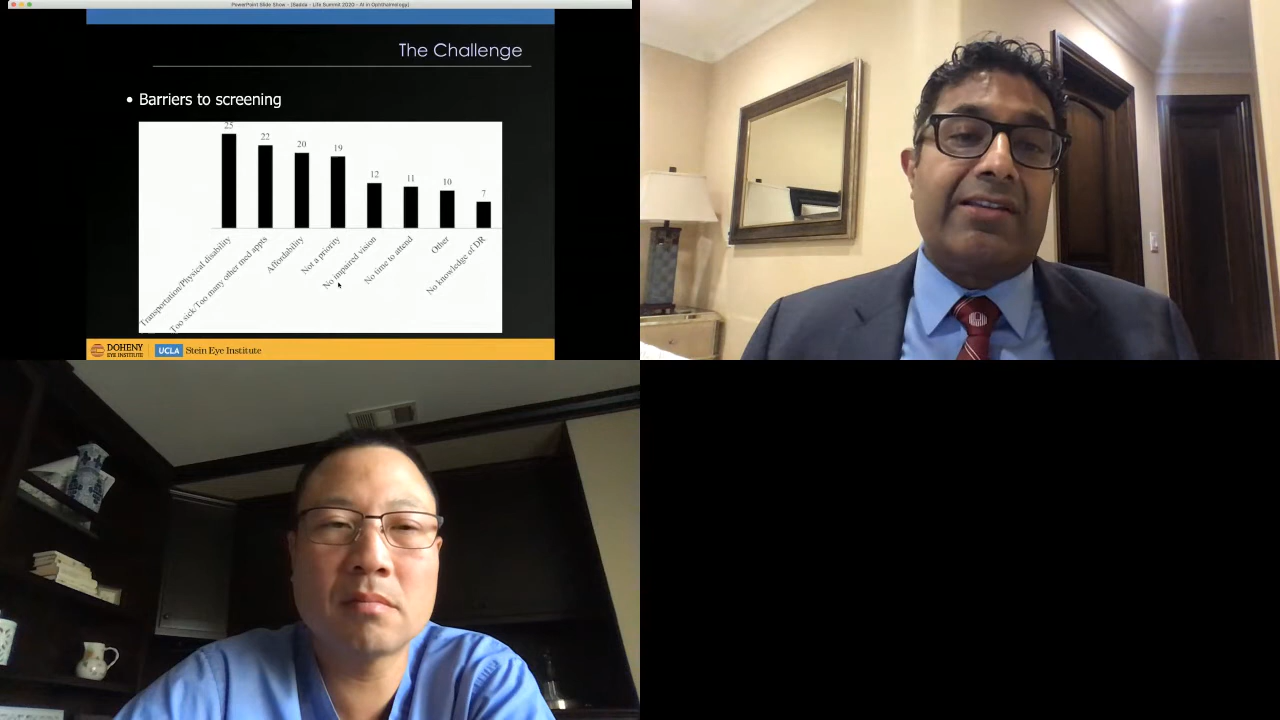 PowerPoint Slide Show - [Sadda - Life Summit 2020 - AI in Ophthalmology]
The Challenge
• Barriers to screening
25
22
20
19
12
11
10
7
Transportation/Physical disability
Too sick/Too many other med appts
Affordability
Not a priority
No impaired vision
No time to attend
Other
No knowledge of DR
DOHENY
EYE INSTITUTE
UCLA Stein Eye Institute